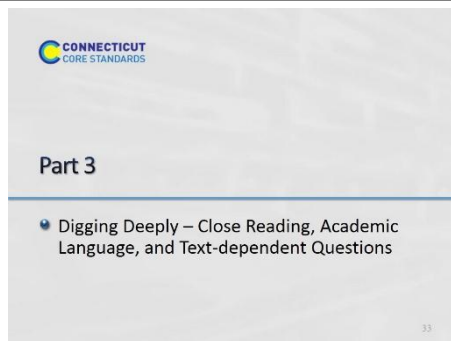 CONNECTICUT
CORE STANDARDS
Part 3
Digging Deeply – Close Reading, Academic
Language, and Text-dependent Questions
33